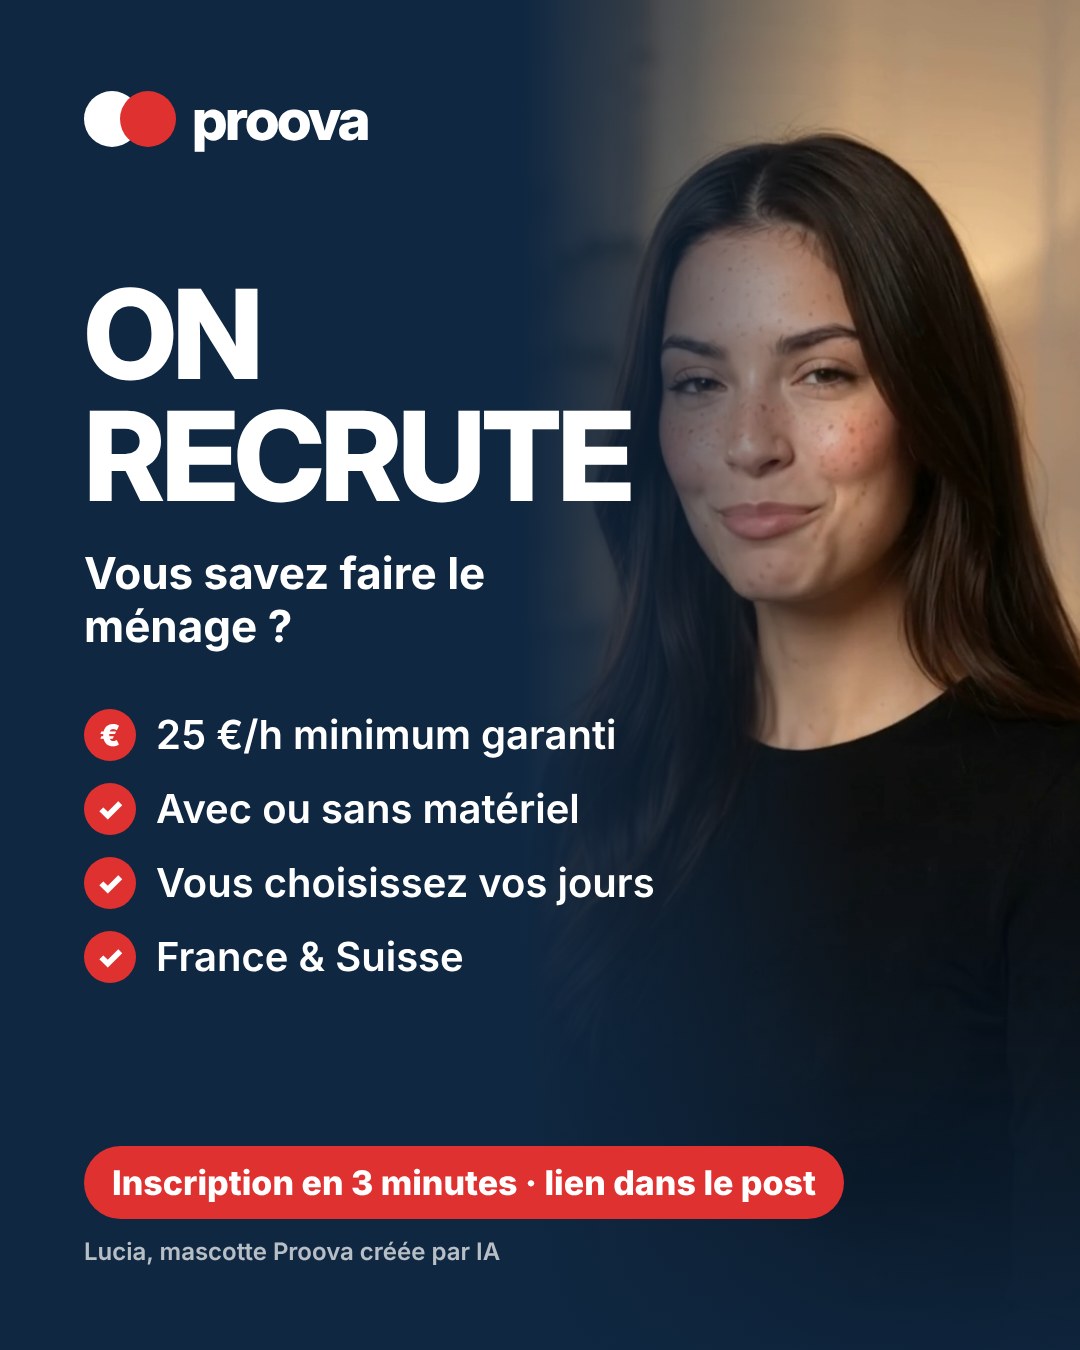 proova
ON
RECRUTE
Vous savez faire le
ménage ?
€ 25 €/h minimum garanti
Avec ou sans matériel
Vous choisissez vos jours
France & Suisse
Inscription en 3 minutes · lien dans le post
Lucia, mascotte Proova créée par IA